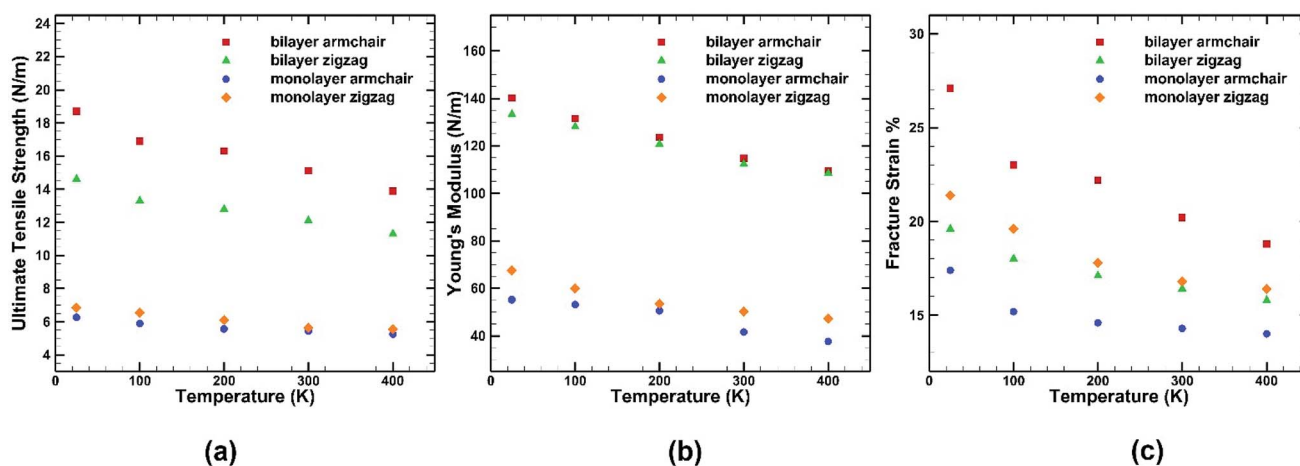 Ultimate Tensile Strength (N/m)
24
22
20
18
16
14
12
10
8
6
4
0
100
200
300
400
Temperature (K)
bilayer armchair
bilayer zigzag
monolayer armchair
monolayer zigzag
(a)
Young's Modulus (N/m)
160
140
120
100
80
60
40
0
100
200
300
400
Temperature (K)
bilayer armchair
bilayer zigzag
monolayer armchair
monolayer zigzag
(b)
Fracture Strain %
30
25
20
15
0
100
200
300
400
Temperature (K)
bilayer armchair
bilayer zigzag
monolayer armchair
monolayer zigzag
(c)